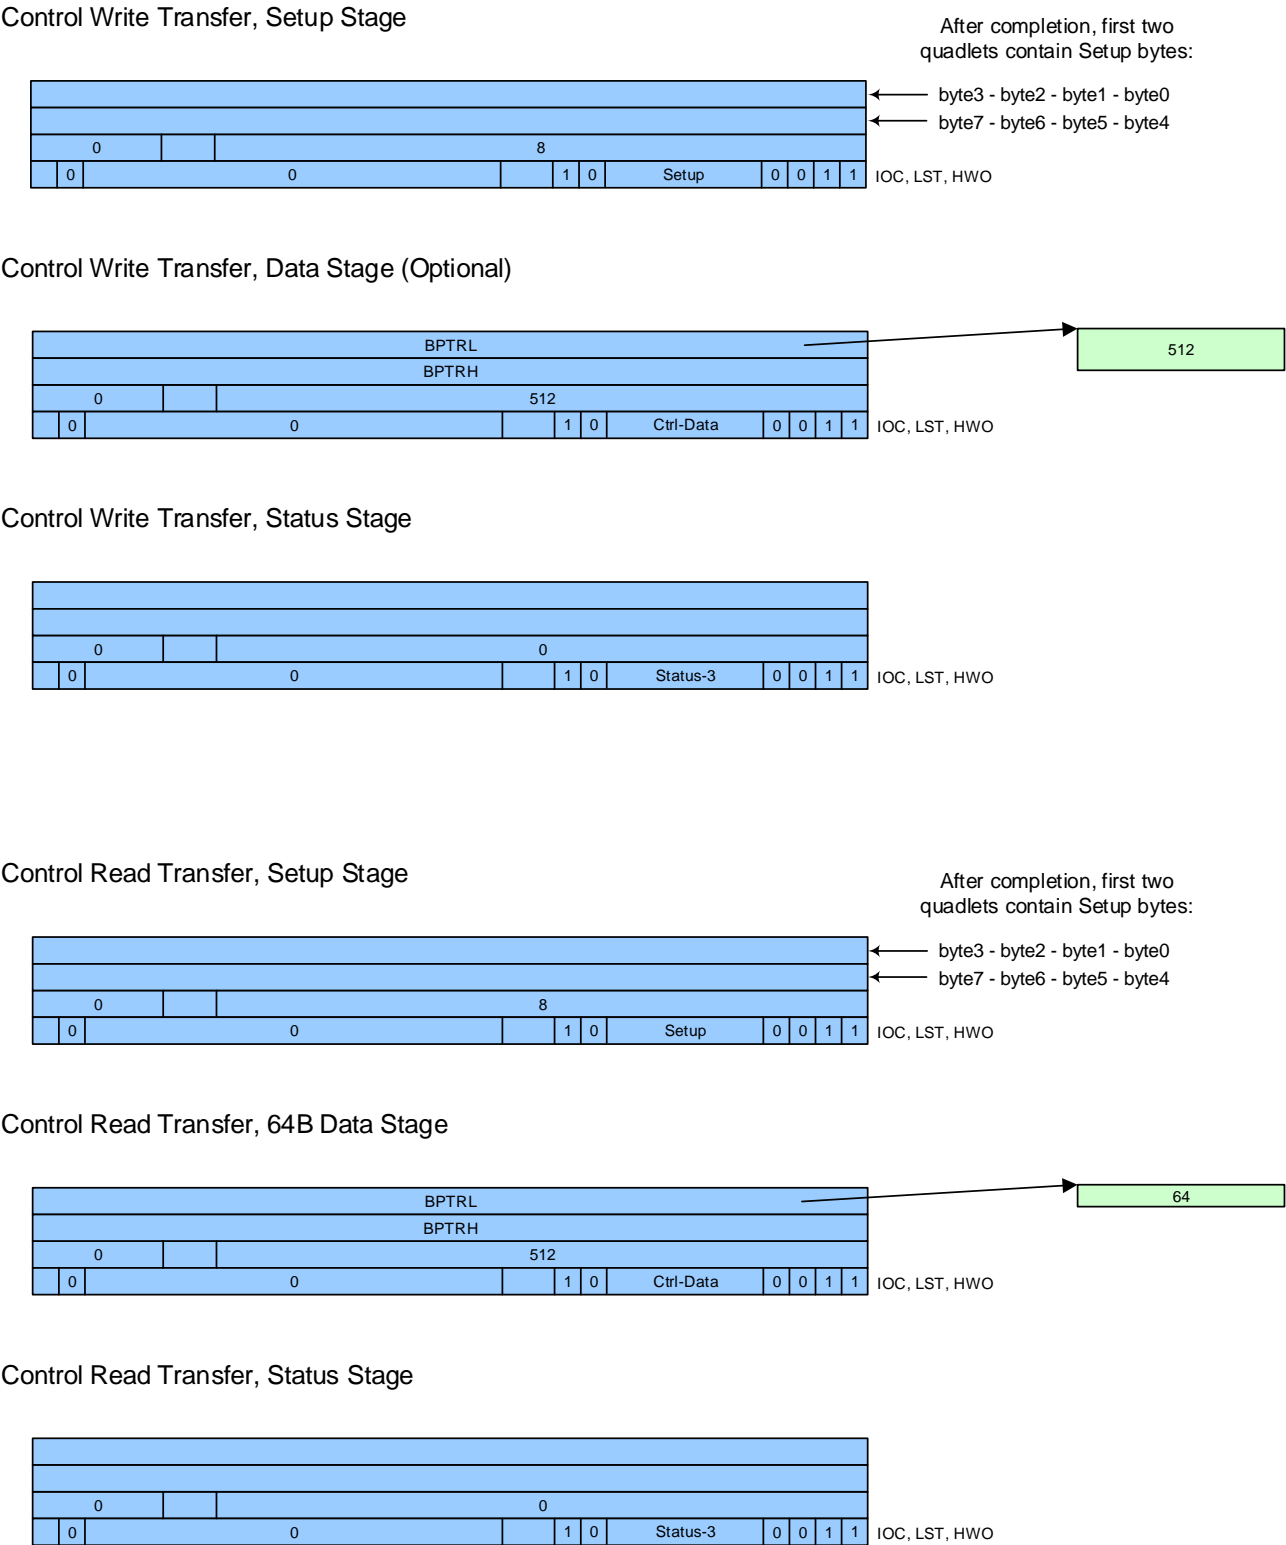 Control Write Transfer, Setup Stage
After completion, first two
quadlets contain Setup bytes:
byte3 - byte2 - byte1 - byte0
byte7 - byte6 - byte5 - byte4
0 8
0 0 1 0 Setup 0 0 1 1 IOC, LST, HWO
Control Write Transfer, Data Stage (Optional)
BPTRL
512
BPTRH
0 512
0 0 1 0 Ctrl-Data 0 0 1 1 IOC, LST, HWO
Control Write Transfer, Status Stage
0 0
0 0 1 0 Status-3 0 0 1 1 IOC, LST, HWO
Control Read Transfer, Setup Stage
After completion, first two
quadlets contain Setup bytes:
byte3 - byte2 - byte1 - byte0
byte7 - byte6 - byte5 - byte4
0 8
0 0 1 0 Setup 0 0 1 1 IOC, LST, HWO
Control Read Transfer, 64B Data Stage
BPTRL 64
BPTRH
0 512
0 0 1 0 Ctrl-Data 0 0 1 1 IOC, LST, HWO
Control Read Transfer, Status Stage
0 0
0 0 1 0 Status-3 0 0 1 1 IOC, LST, HWO